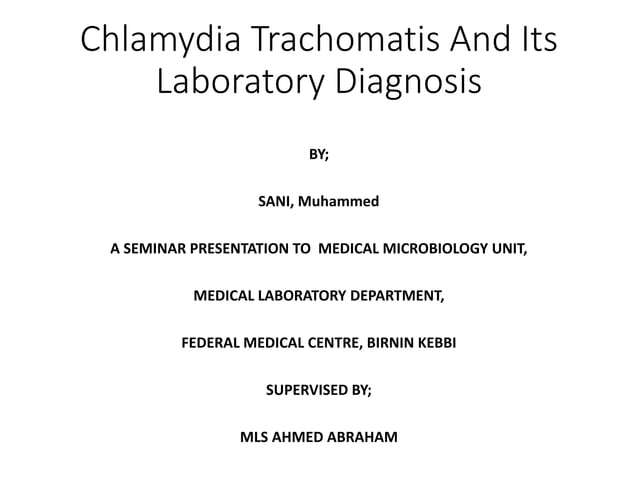 Chlamydia Trachomatis And Its
Laboratory Diagnosis
BY;
SANI, Muhammed
A SEMINAR PRESENTATION TO  MEDICAL MICROBIOLOGY UNIT,
MEDICAL LABORATORY DEPARTMENT,
FEDERAL MEDICAL CENTRE, BIRNIN KEBBI
SUPERVISED BY;
MLS AHMED ABRAHAM